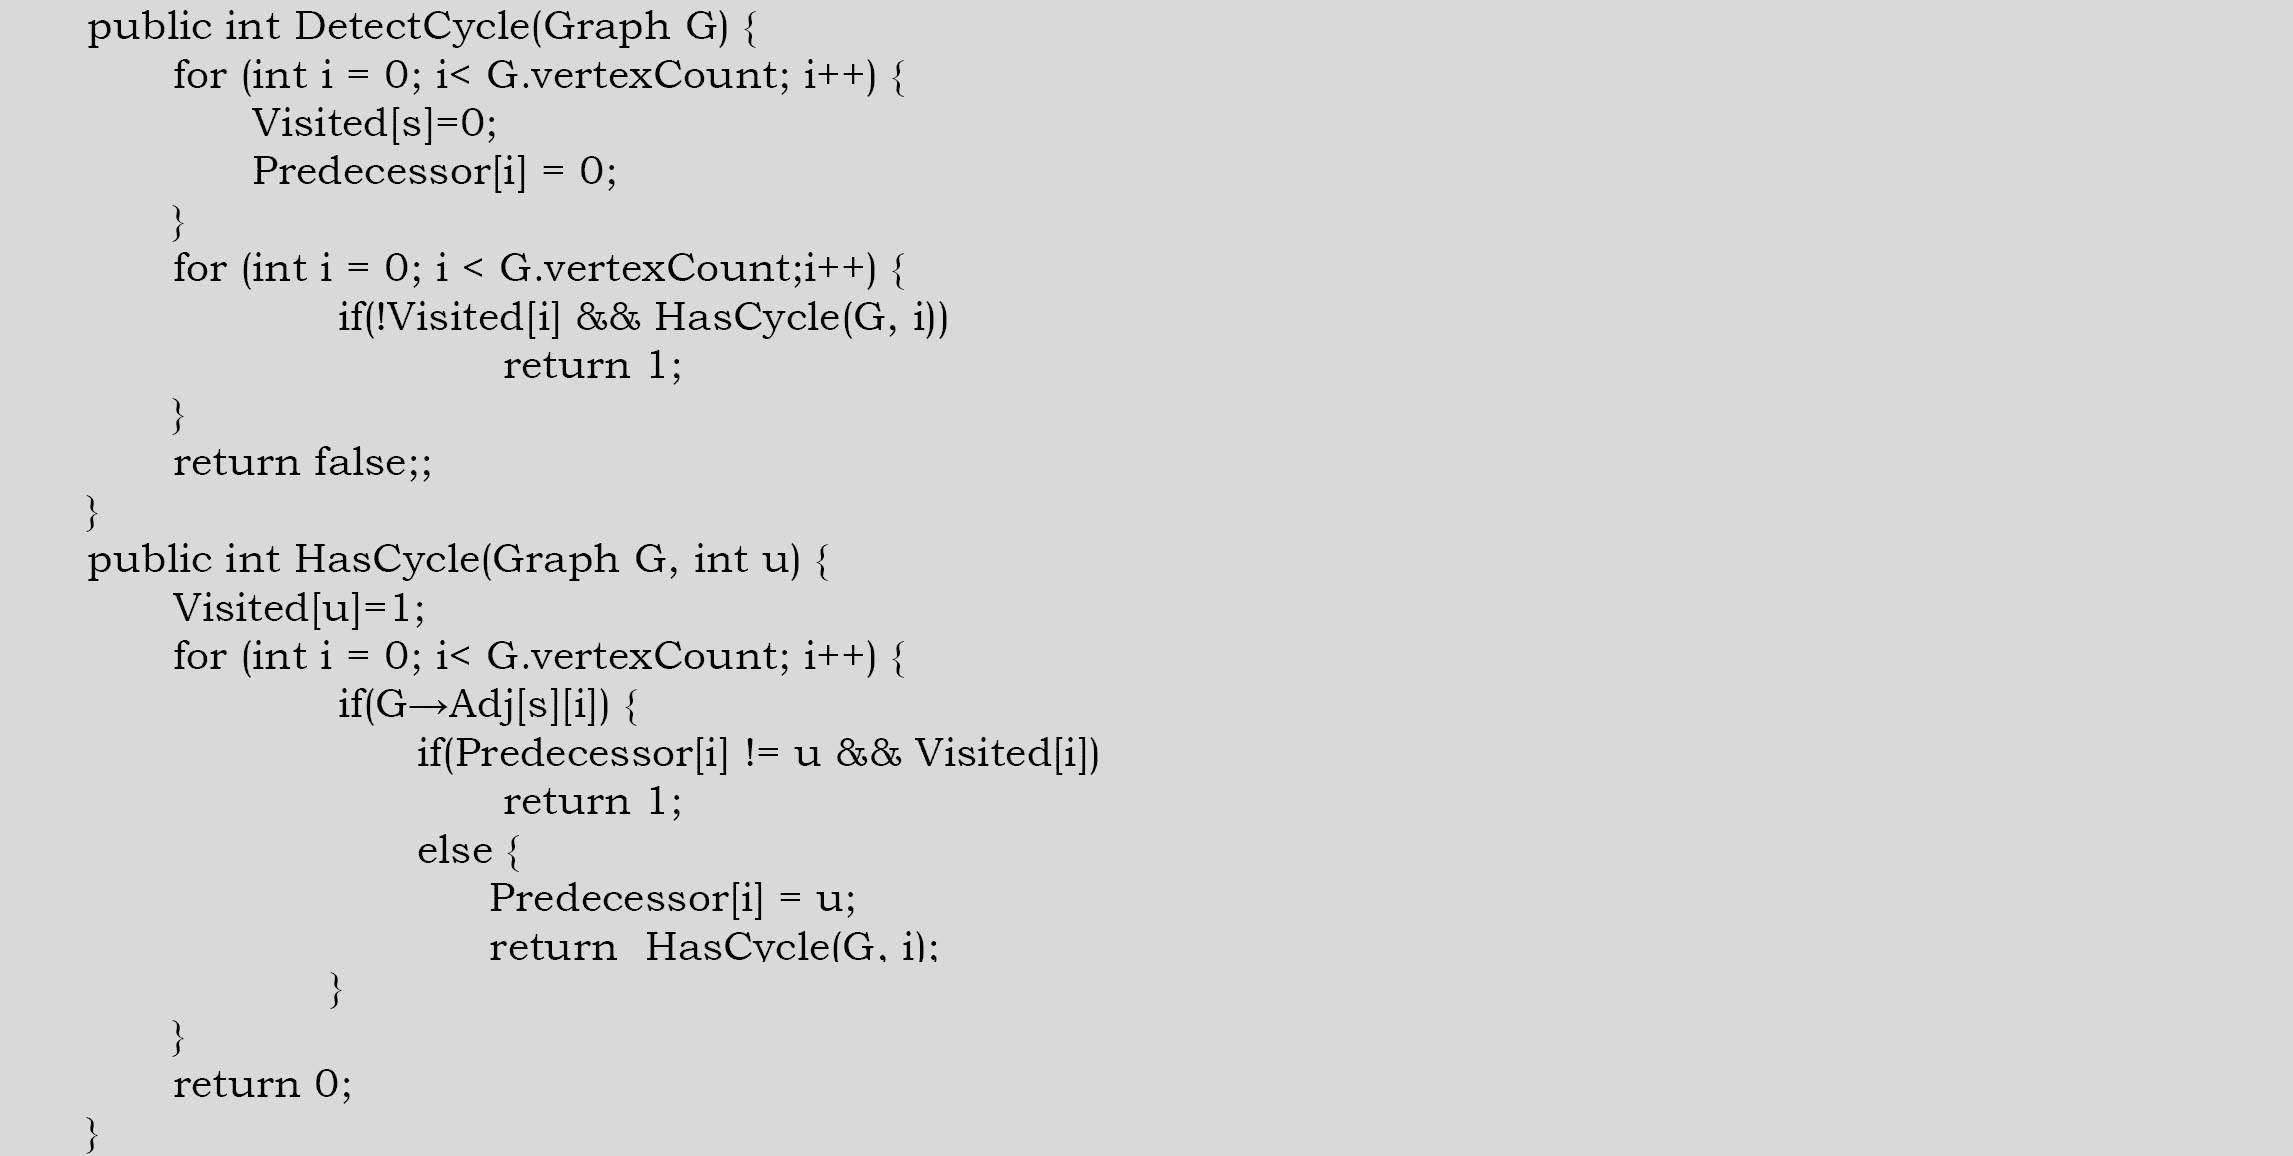 public int DetectCycle(Graph G) {
for (int i = 0; i< G.vertexCount; i++) {
Visited[s]=0;
Predecessor[i] = 0;
}
for (int i = 0; i < G.vertexCount;i++) {
if(!Visited[i] && HasCycle(G, i))
return 1;
}
return false;;
}
public int HasCycle(Graph G, int u) {
Visited[u]=1;
for (int i = 0; i< G.vertexCount; i++) {
if(G→Adj[s][i]) {
if(Predecessor[i] != u && Visited[i])
return 1;
else {
Predecessor[i] = u;
return HasCycle(G, i);
}
}
return 0;
}